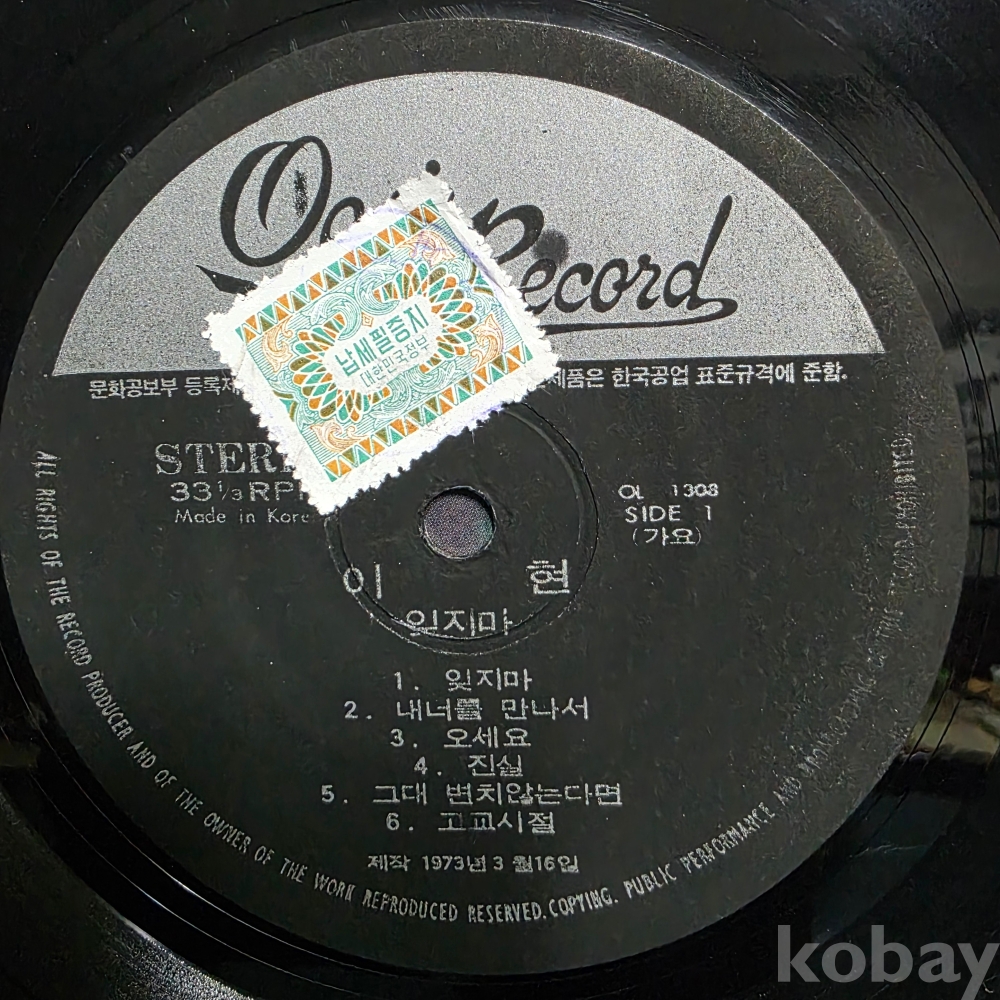 Record
납세필증지
대한민국정부
문화공보부 등록 제품은 한국공업 표준규격에 준함.
STERE
33 1/3 RPM
Made in Kore
OL 1308
SIDE 1
(가요)
이 현
잊지마
1. 잊지마
2. 내너를 만나서
3. 오세요
4. 진실
5. 그대 변치않는다면
6. 고교시절
제작 1973년 3월16일
ALL RIGHTS OF THE RECORD PRODUCER AND OF THE OWNER OF THE WORK REPRODUCED RESERVED. COPYING. PUBLIC PERFORMANCE AND BROADCASTING OF THIS RECORD PROHIBITED.
kobay